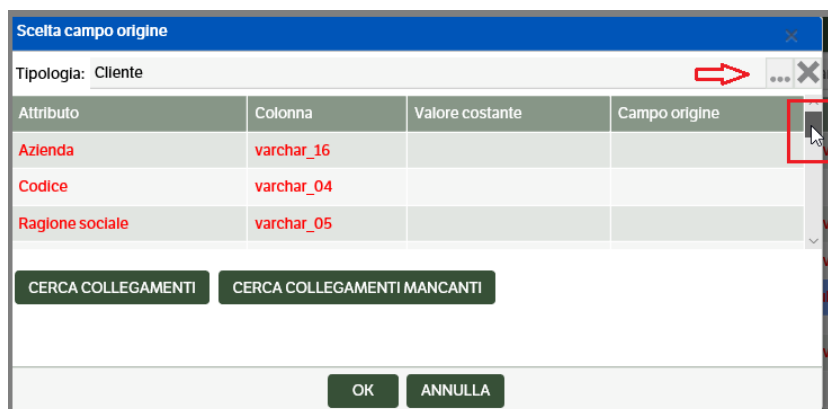 Scelta campo origine
Tipologia: Cliente ...
Attributo Colonna Valore costante Campo origine
Azienda varchar_16
Codice varchar_04
Ragione sociale varchar_05
CERCA COLLEGAMENTI CERCA COLLEGAMENTI MANCANTI
OK ANNULLA